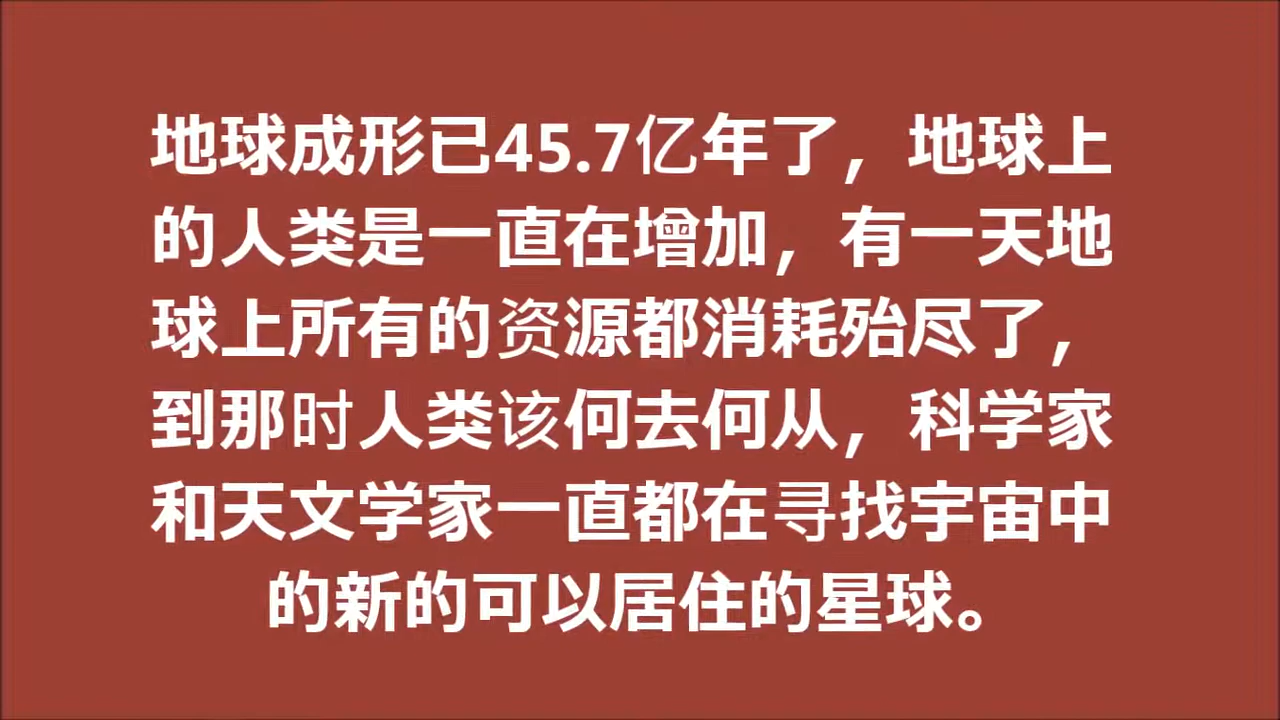 地球成形已45.7亿年了，地球上
的人类是一直在增加，有一天地
球上所有的资源都消耗殆尽了，
到那时人类该何去何从，科学家
和天文学家一直都在寻找宇宙中
的新的可以居住的星球。